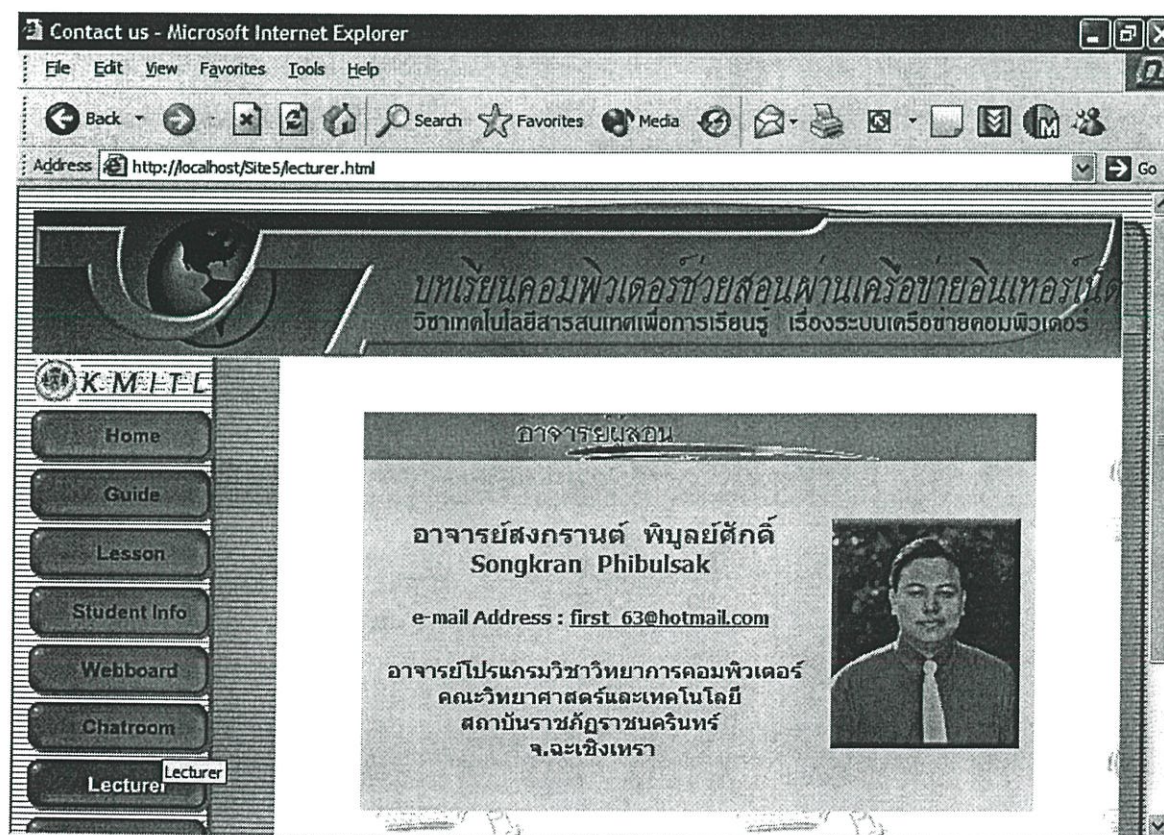 Contact us - Microsoft Internet Explorer
File Edit View Favorites Tools Help
Back Search Favorites Media
Address http://localhost/Site5/lecturer.html Go
บทเรียนคอมพิวเตอร์ช่วยสอนผ่านเครือข่ายอินเทอร์เน็ต
วิชาเทคโนโลยีสารสนเทศเพื่อการเรียนรู้ เรื่องระบบเครือข่ายคอมพิวเตอร์
KMITL
Home
Guide
Lesson
Student Info
Webboard
Chatroom
Lecturer
Lecturer
อาจารย์ผู้สอน
อาจารย์สงกรานต์ พิบูลย์ศักดิ์
Songkran Phibulsak
e-mail Address : first_63@hotmail.com
อาจารย์โปรแกรมวิชาวิทยาการคอมพิวเตอร์
คณะวิทยาศาสตร์และเทคโนโลยี
สถาบันราชภัฏราชนครินทร์
จ.ฉะเชิงเทรา